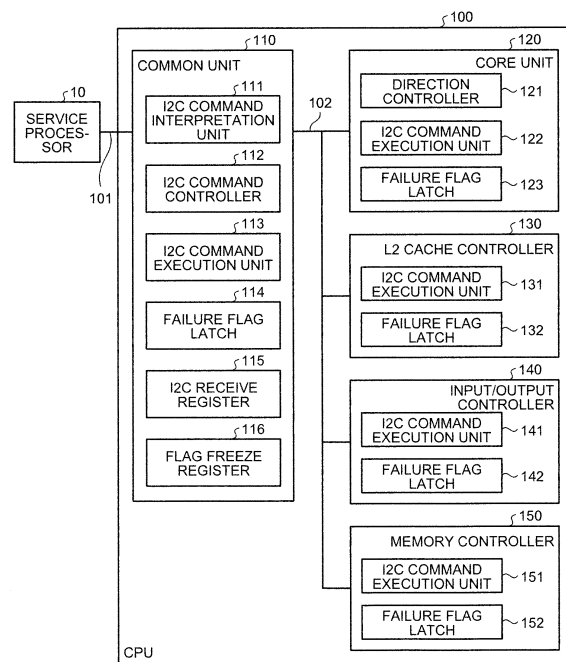 100
110
COMMON UNIT
111
I2C COMMAND
INTERPRETATION
UNIT
112
I2C COMMAND
CONTROLLER
113
I2C COMMAND
EXECUTION UNIT
114
FAILURE FLAG
LATCH
115
I2C RECEIVE
REGISTER
116
FLAG FREEZE
REGISTER
10
SERVICE
PROCES-
SOR
101
102
120
CORE UNIT
DIRECTION
CONTROLLER
121
I2C COMMAND
EXECUTION UNIT
122
FAILURE FLAG
LATCH
123
130
L2 CACHE CONTROLLER
I2C COMMAND
EXECUTION UNIT
131
FAILURE FLAG
LATCH
132
140
INPUT/OUTPUT
CONTROLLER
I2C COMMAND
EXECUTION UNIT
141
FAILURE FLAG
LATCH
142
150
MEMORY CONTROLLER
I2C COMMAND
EXECUTION UNIT
151
FAILURE FLAG
LATCH
152
CPU